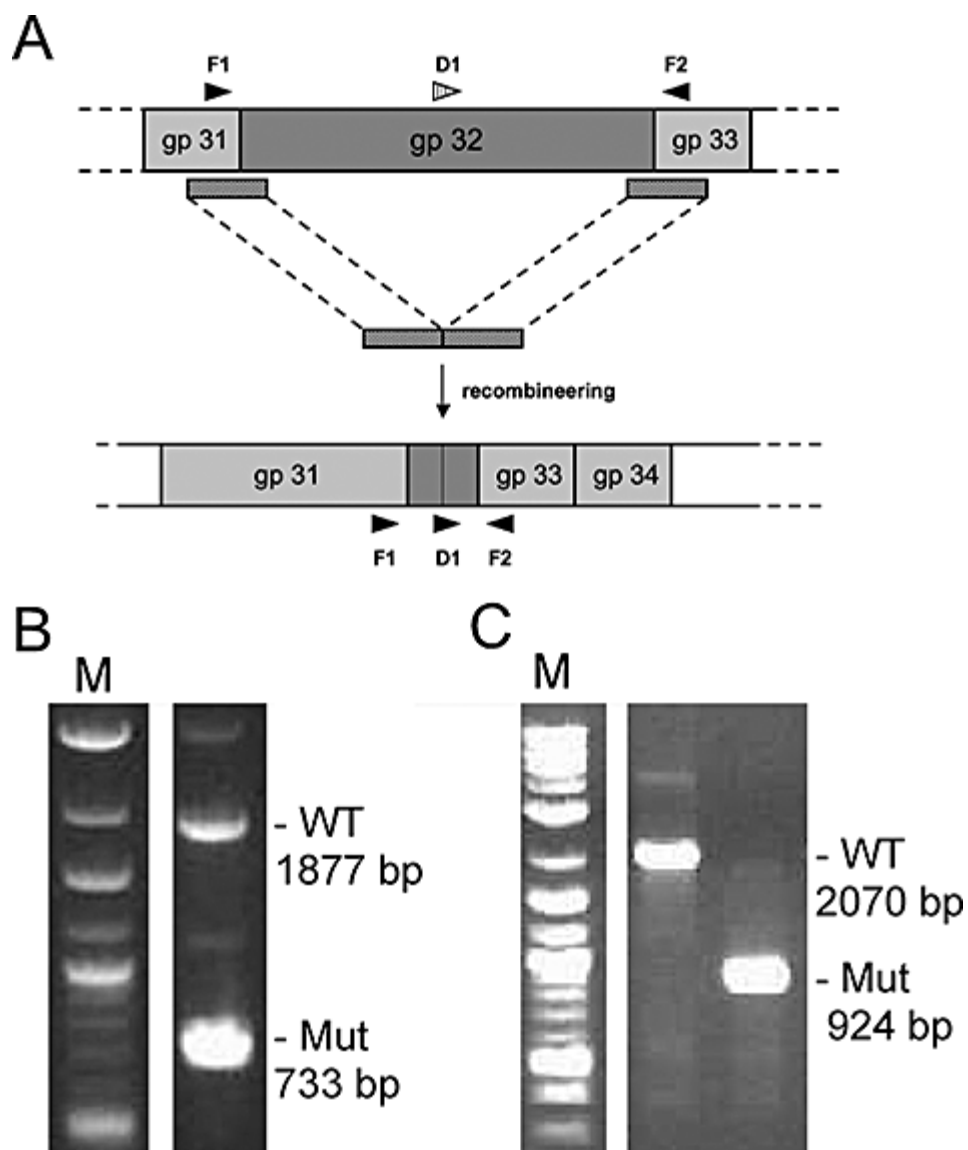 A
F1 D1 F2
gp 31 gp 32 gp 33
recombineering
gp 31 gp 33 gp 34
F1 D1 F2
B
M
- WT
1877 bp
- Mut
733 bp
C
M
- WT
2070 bp
- Mut
924 bp